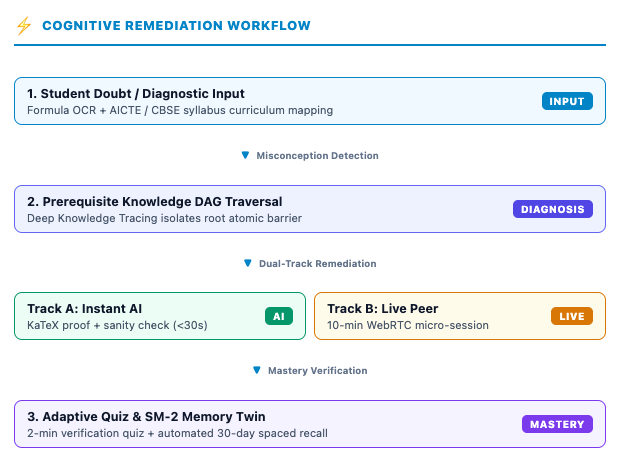 ⚡ COGNITIVE REMEDIATION WORKFLOW
1. Student Doubt / Diagnostic Input
Formula OCR + AICTE / CBSE syllabus curriculum mapping
INPUT
▼ Misconception Detection
2. Prerequisite Knowledge DAG Traversal
Deep Knowledge Tracing isolates root atomic barrier
DIAGNOSIS
▼ Dual-Track Remediation
Track A: Instant AI
KaTeX proof + sanity check (<30s)
AI
Track B: Live Peer
10-min WebRTC micro-session
LIVE
▼ Mastery Verification
3. Adaptive Quiz & SM-2 Memory Twin
2-min verification quiz + automated 30-day spaced recall
MASTERY